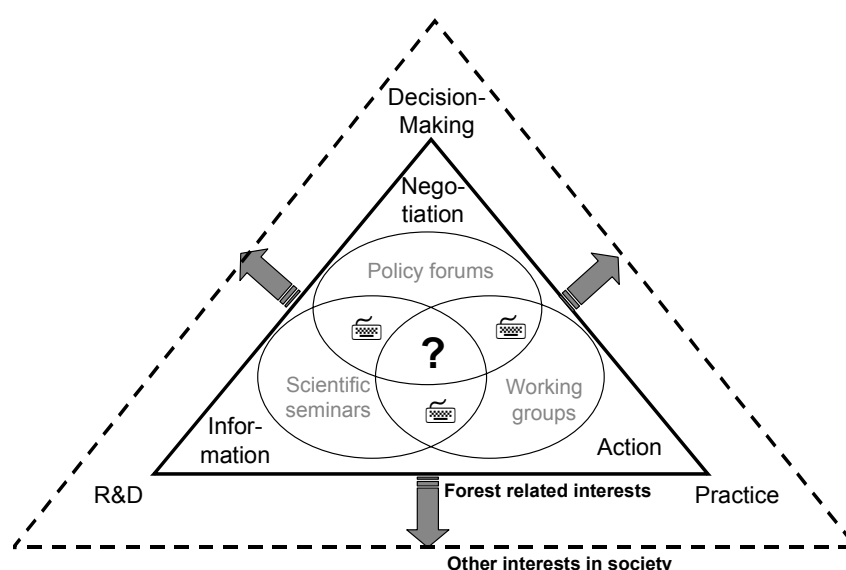 Decision-
Making
Nego-
tiation
Policy forums
?
Scientific
seminars
Working
groups
Infor-
mation
Action
R&D
Forest related interests
Practice
Other interests in society